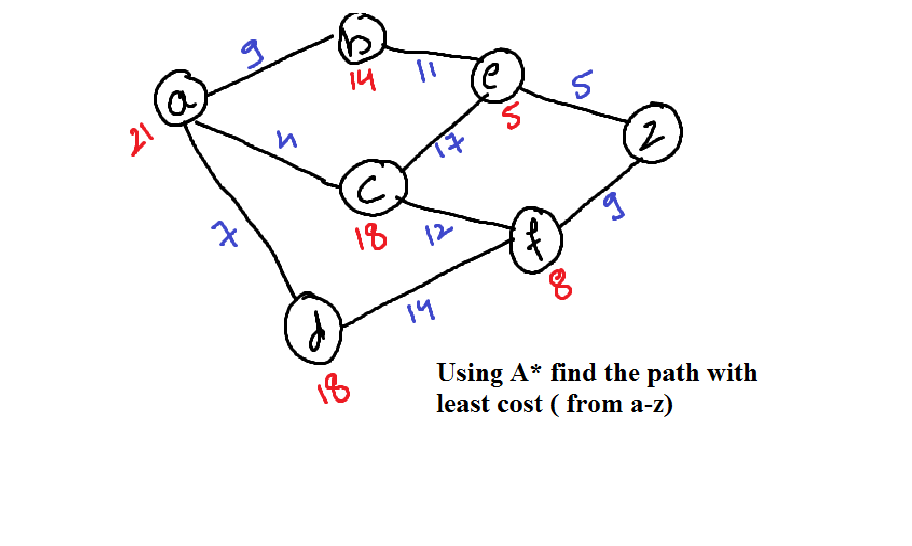 b
9
11
14
e
5
a
5
z
21
4
17
c
9
7
18
12
f
8
14
d
18
Using A* find the path with
least cost ( from a-z)